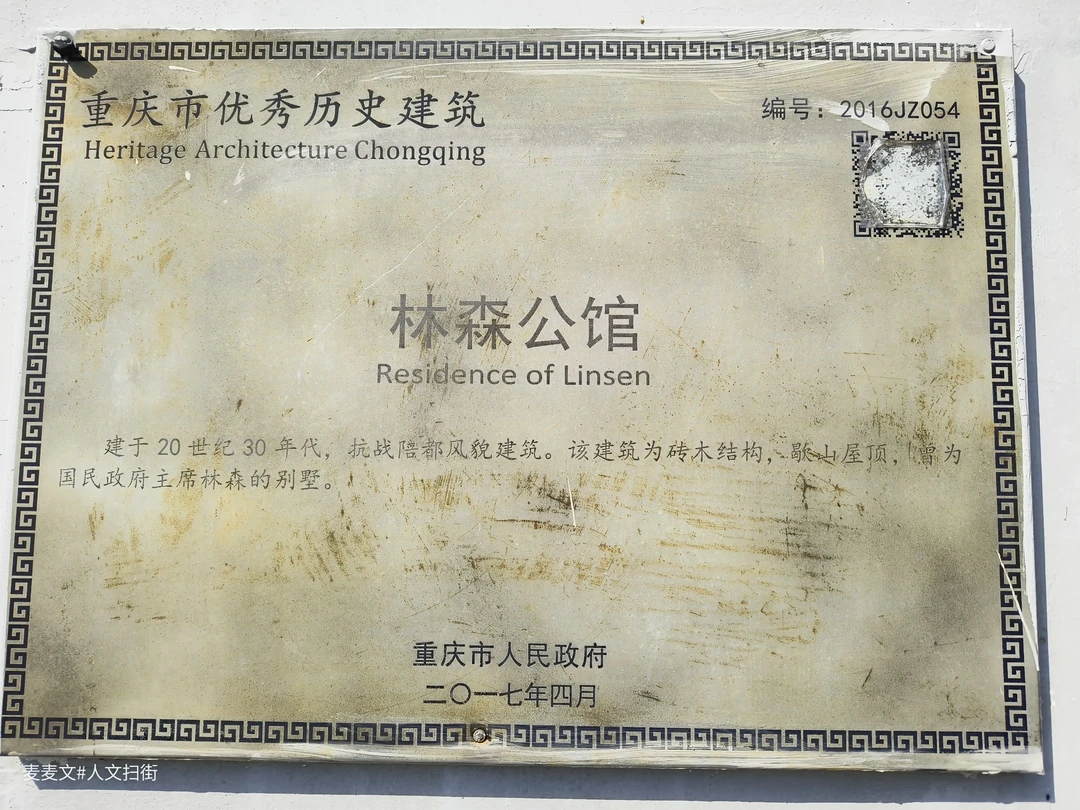 重庆市优秀历史建筑
Heritage Architecture Chongqing
编号：2016JZ054
林森公馆
Residence of Linsen
建于 20 世纪 30 年代，抗战陪都风貌建筑。该建筑为砖木结构，歇山屋顶，曾为
国民政府主席林森的别墅。
重庆市人民政府
二〇一七年四月
麦麦文#人文扫街